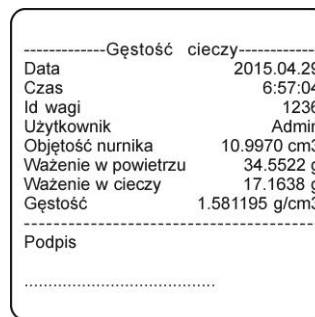 -------------Gęstość cieczy------------
Data 2015.04.29
Czas 6:57:04
Id wagi 1236
Użytkownik Admin
Objętość nurnika 10.9970 cm3
Ważenie w powietrzu 34.5522 g
Ważenie w cieczy 17.1638 g
Gęstość 1.581195 g/cm3
----------------------------------------
Podpis
........................................